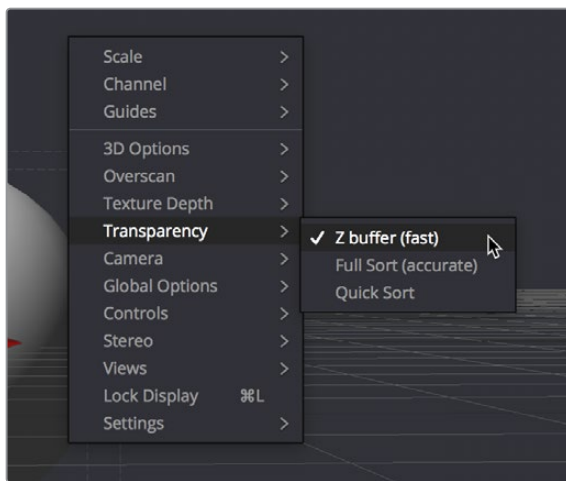 Scale
Channel
Guides
3D Options
Overscan
Texture Depth
Transparency
Camera
Global Options
Controls
Stereo
Views
Lock Display ⌘L
Settings
Z buffer (fast)
Full Sort (accurate)
Quick Sort